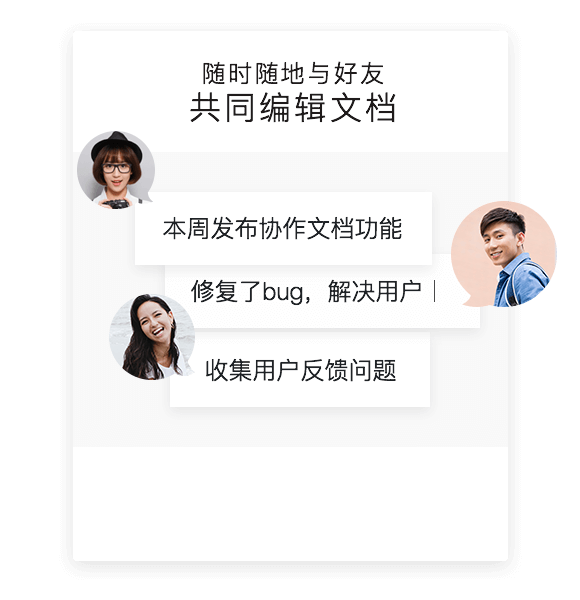 随时随地与好友
共同编辑文档
本周发布协作文档功能
修复了bug，解决用户
收集用户反馈问题